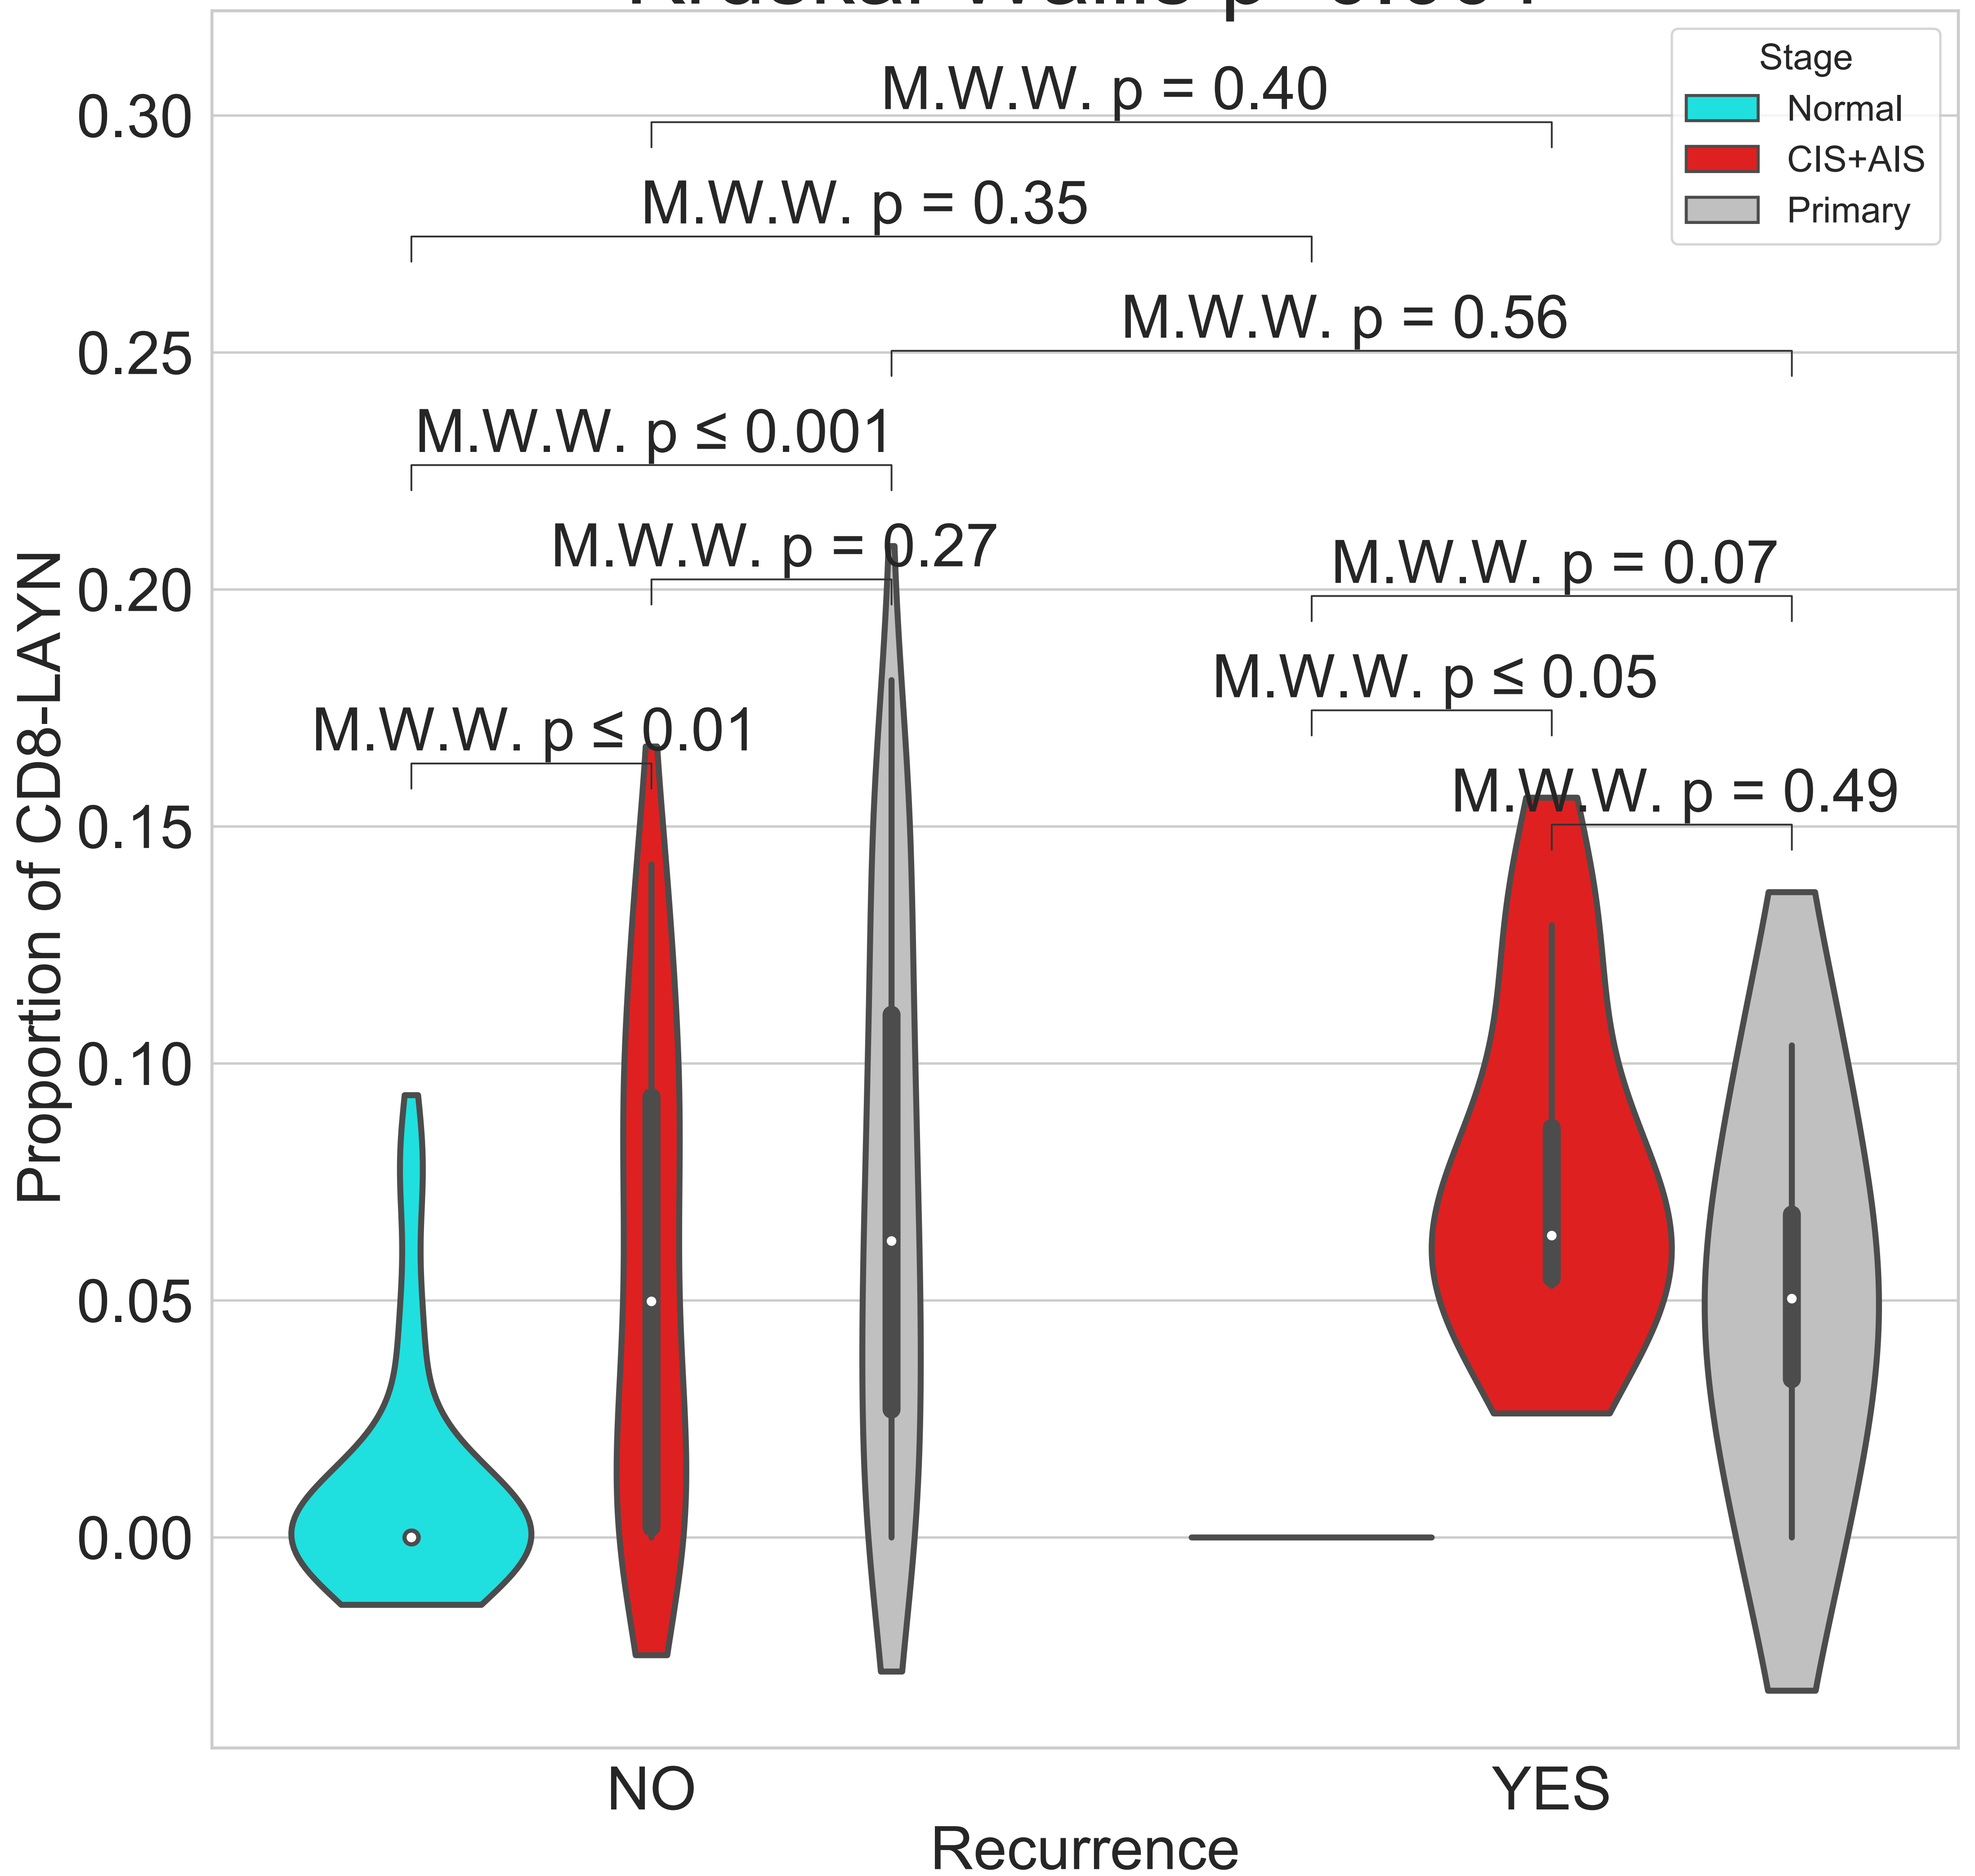 Stage
Normal
CIS+AIS
Primary
M.W.W. p = 0.40
M.W.W. p = 0.35
M.W.W. p = 0.56
M.W.W. p ≤ 0.001
M.W.W. p = 0.27
M.W.W. p = 0.07
M.W.W. p ≤ 0.05
M.W.W. p ≤ 0.01
M.W.W. p = 0.49
0.30
0.25
0.20
0.15
0.10
0.05
0.00
Proportion of CD8-LAYN
NO
YES
Recurrence